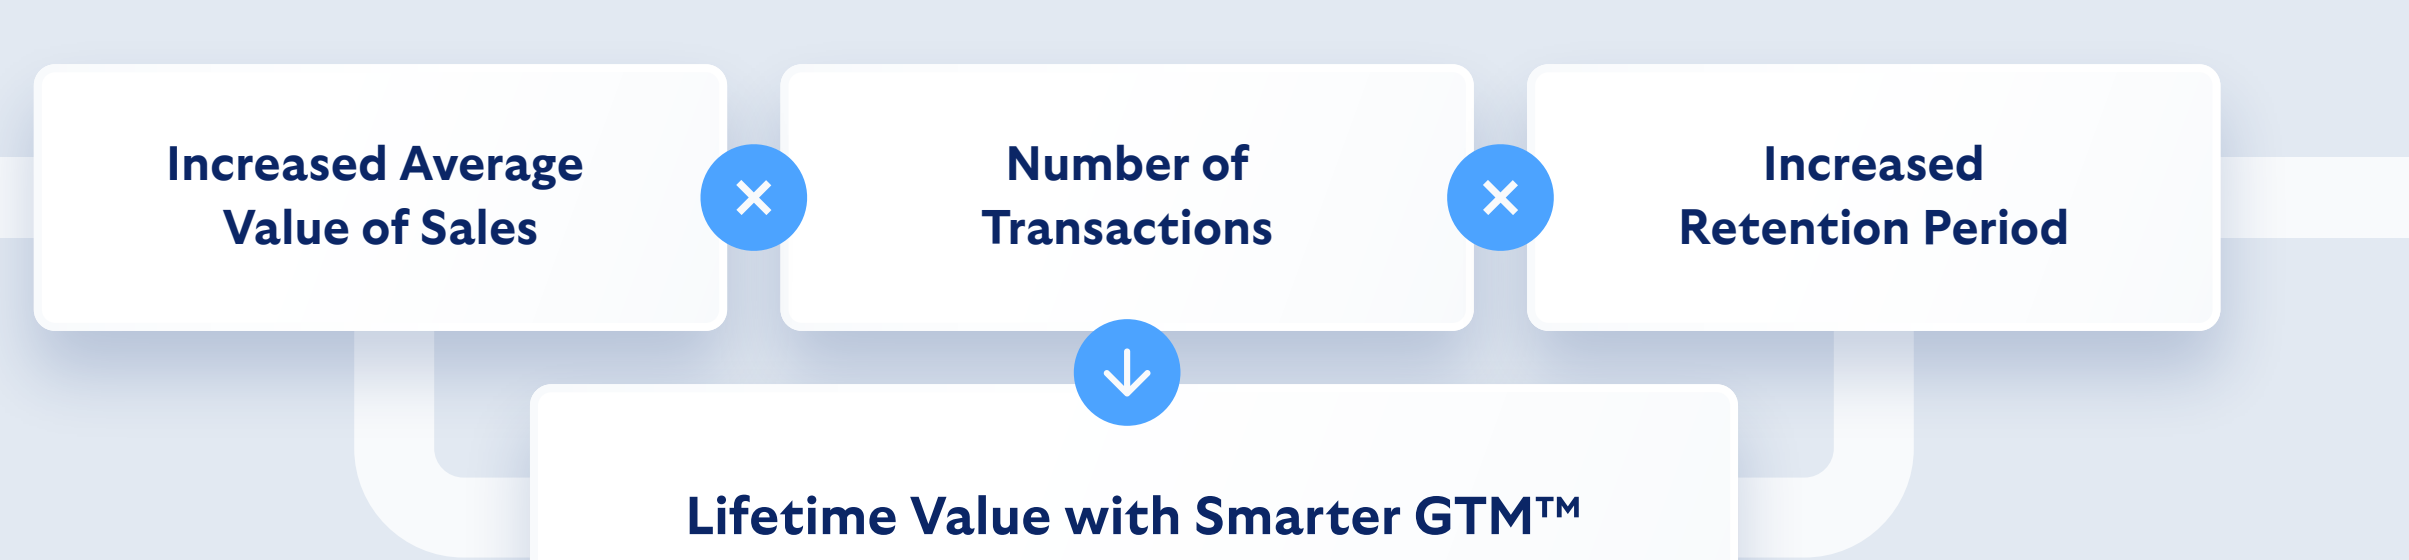 Increased Average
Value of Sales
×
Number of
Transactions
×
Increased
Retention Period
Lifetime Value with Smarter GTM™